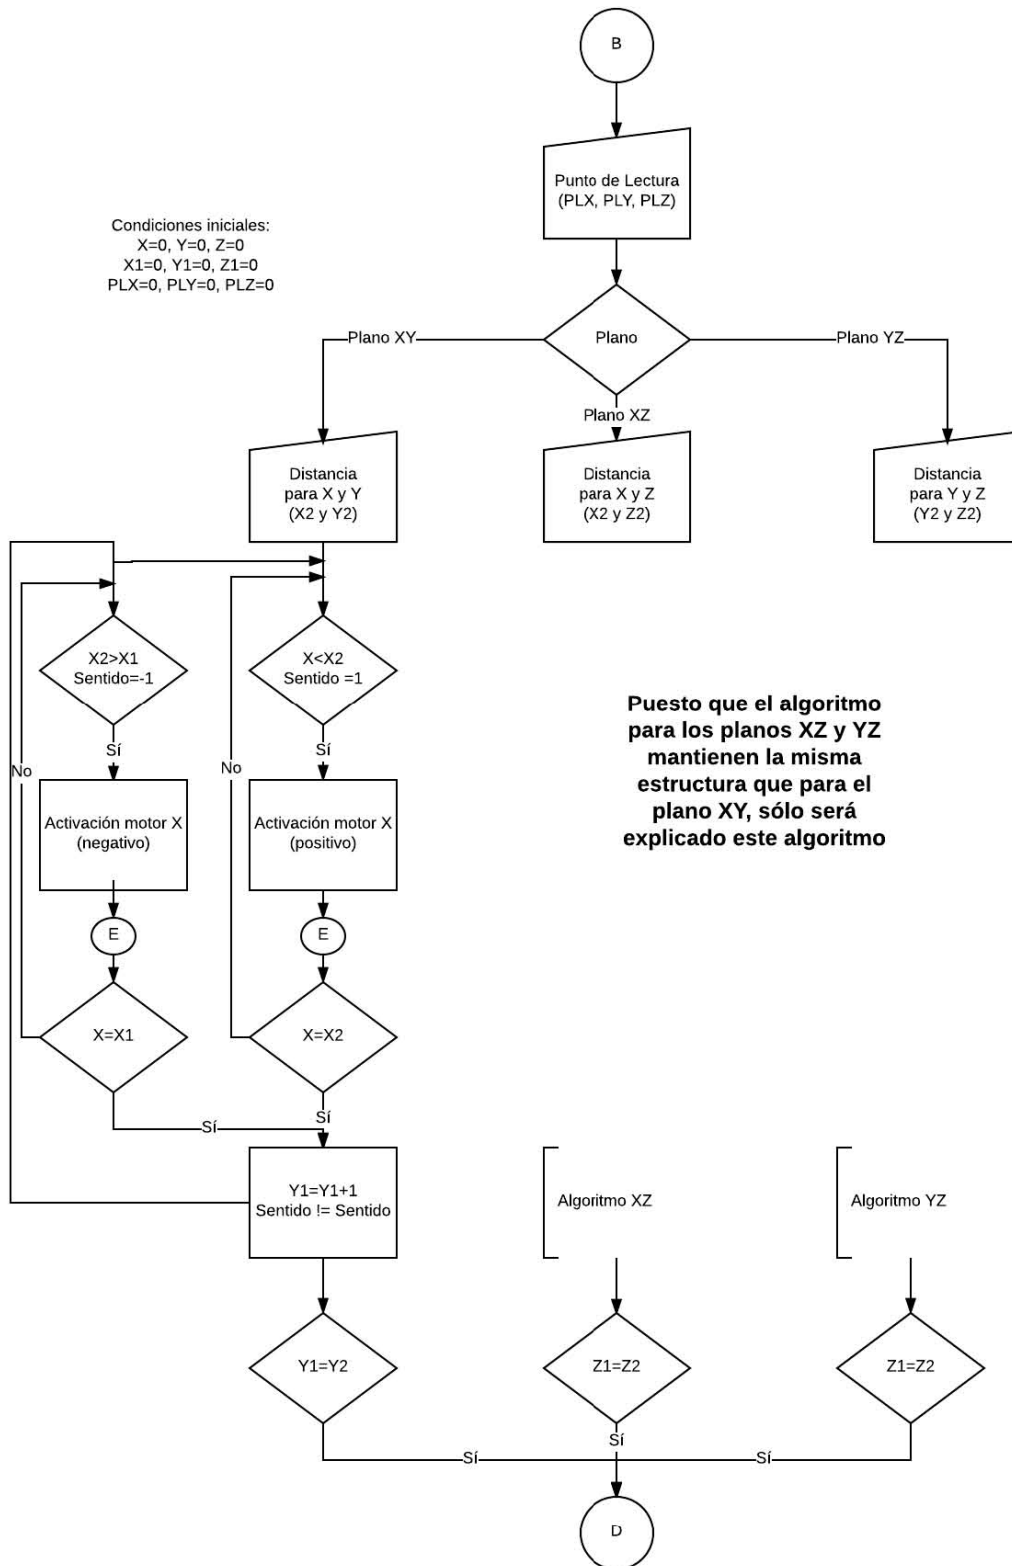 B
Punto de Lectura
(PLX, PLY, PLZ)
Condiciones iniciales:
X=0, Y=0, Z=0
X1=0, Y1=0, Z1=0
PLX=0, PLY=0, PLZ=0
Plano XY
Plano
Plano YZ
Plano XZ
Distancia
para X y Y
(X2 y Y2)
Distancia
para X y Z
(X2 y Z2)
Distancia
para Y y Z
(Y2 y Z2)
X2>X1
Sentido=-1
X<X2
Sentido =1
Sí
Sí
No
No
Puesto que el algoritmo
para los planos XZ y YZ
mantienen la misma
estructura que para el
plano XY, sólo será
explicado este algoritmo
Activación motor X
(negativo)
Activación motor X
(positivo)
E
E
X=X1
X=X2
Sí
Sí
Y1=Y1+1
Sentido != Sentido
Algoritmo XZ
Algoritmo YZ
Y1=Y2
Z1=Z2
Z1=Z2
Sí
Sí
Sí
D